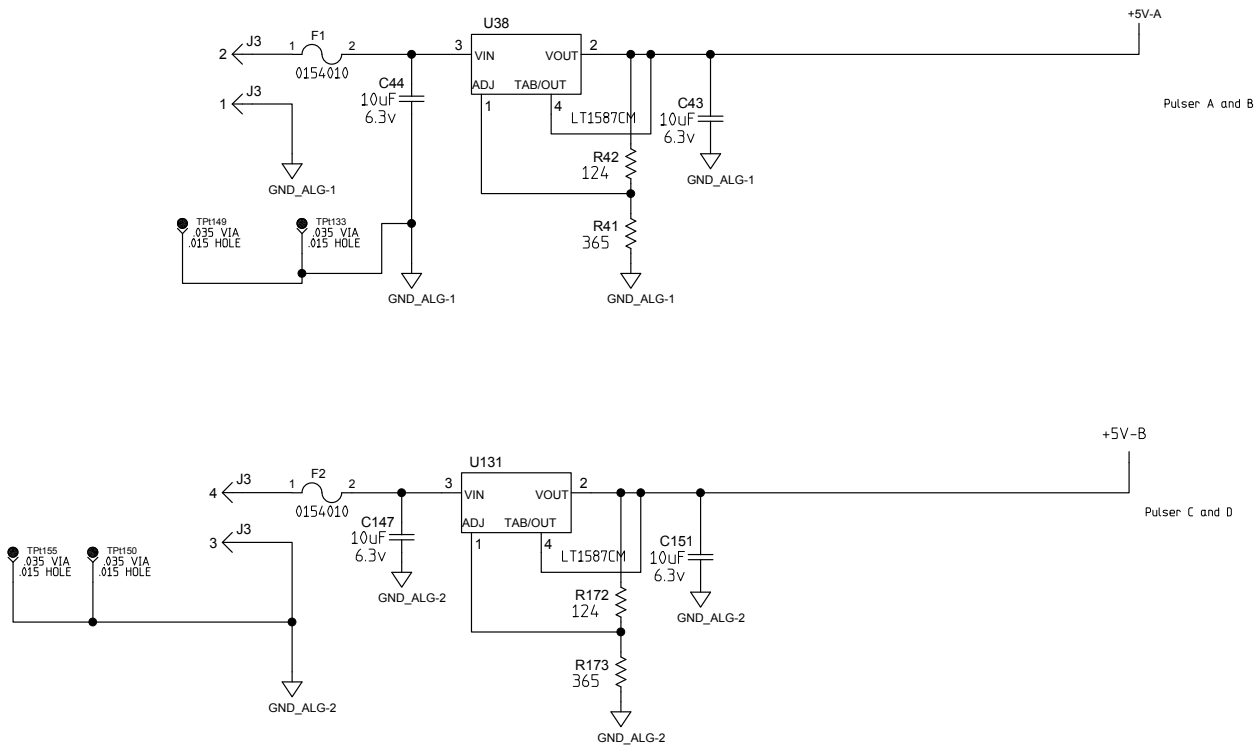 +5V-A
U38
2 J3
1 F1 2
0154010
3 VIN VOUT 2
ADJ TAB/OUT
1 4
LT1587CM
C44
10uF
6.3v
C43
10uF
6.3v
GND_ALG-1
1 J3
GND_ALG-1
Pulser A and B
R42
124
R41
365
GND_ALG-1
TPt149
.035 VIA
.015 HOLE
TPt133
.035 VIA
.015 HOLE
GND_ALG-1
+5V-B
U131
4 J3
1 F2 2
0154010
3 VIN VOUT 2
ADJ TAB/OUT
1 4
LT1587CM
C147
10uF
6.3v
GND_ALG-2
C151
10uF
6.3v
GND_ALG-2
Pulser C and D
3 J3
TPt155
.035 VIA
.015 HOLE
TPt150
.035 VIA
.015 HOLE
GND_ALG-2
R172
124
R173
365
GND_ALG-2